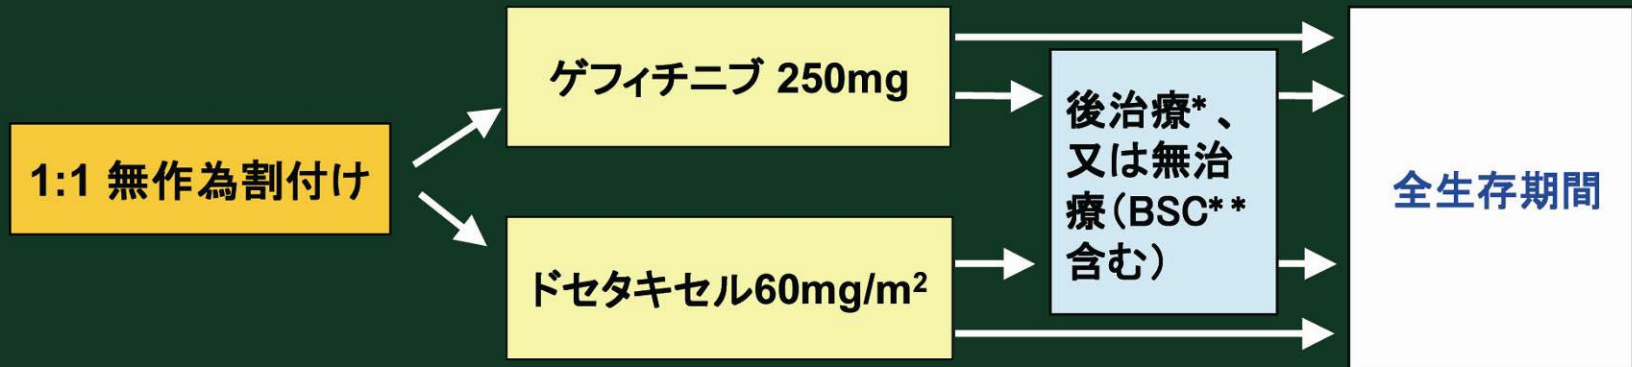 ゲフィチニブ 250mg
1:1 無作為割付け
後治療*、
又は無治
療(BSC**
含む)
全生存期間
ドセタキセル60mg/m²